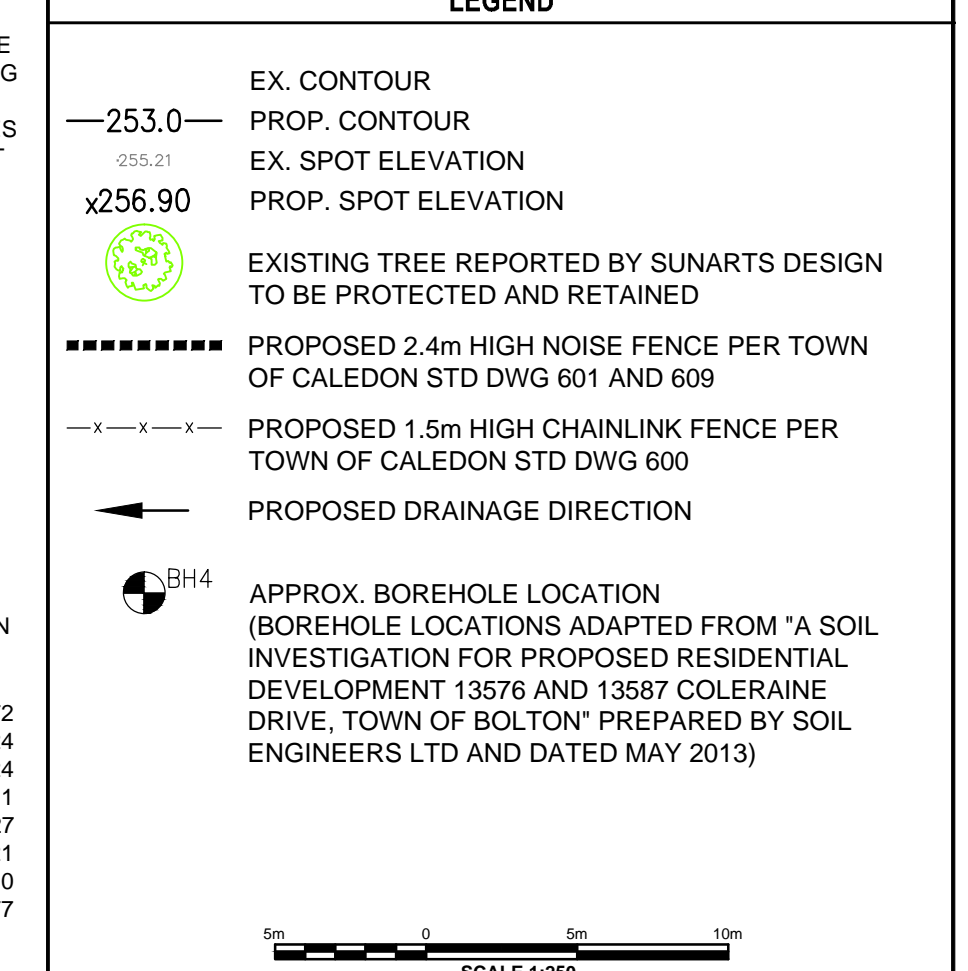 LEGEND
EX. CONTOUR
253.0 PROP. CONTOUR
255.21 EX. SPOT ELEVATION
x256.90 PROP. SPOT ELEVATION
EXISTING TREE REPORTED BY SUNARTS DESIGN
TO BE PROTECTED AND RETAINED
PROPOSED 2.4m HIGH NOISE FENCE PER TOWN
OF CALEDON STD DWG 601 AND 609
x x x PROPOSED 1.5m HIGH CHAINLINK FENCE PER
TOWN OF CALEDON STD DWG 600
PROPOSED DRAINAGE DIRECTION
BH4
APPROX. BOREHOLE LOCATION
(BOREHOLE LOCATIONS ADAPTED FROM "A SOIL
INVESTIGATION FOR PROPOSED RESIDENTIAL
DEVELOPMENT 13576 AND 13587 COLERAINE
DRIVE, TOWN OF BOLTON" PREPARED BY SOIL
ENGINEERS LTD AND DATED MAY 2013)
5m 0 5m 10m
SCALE 1:250